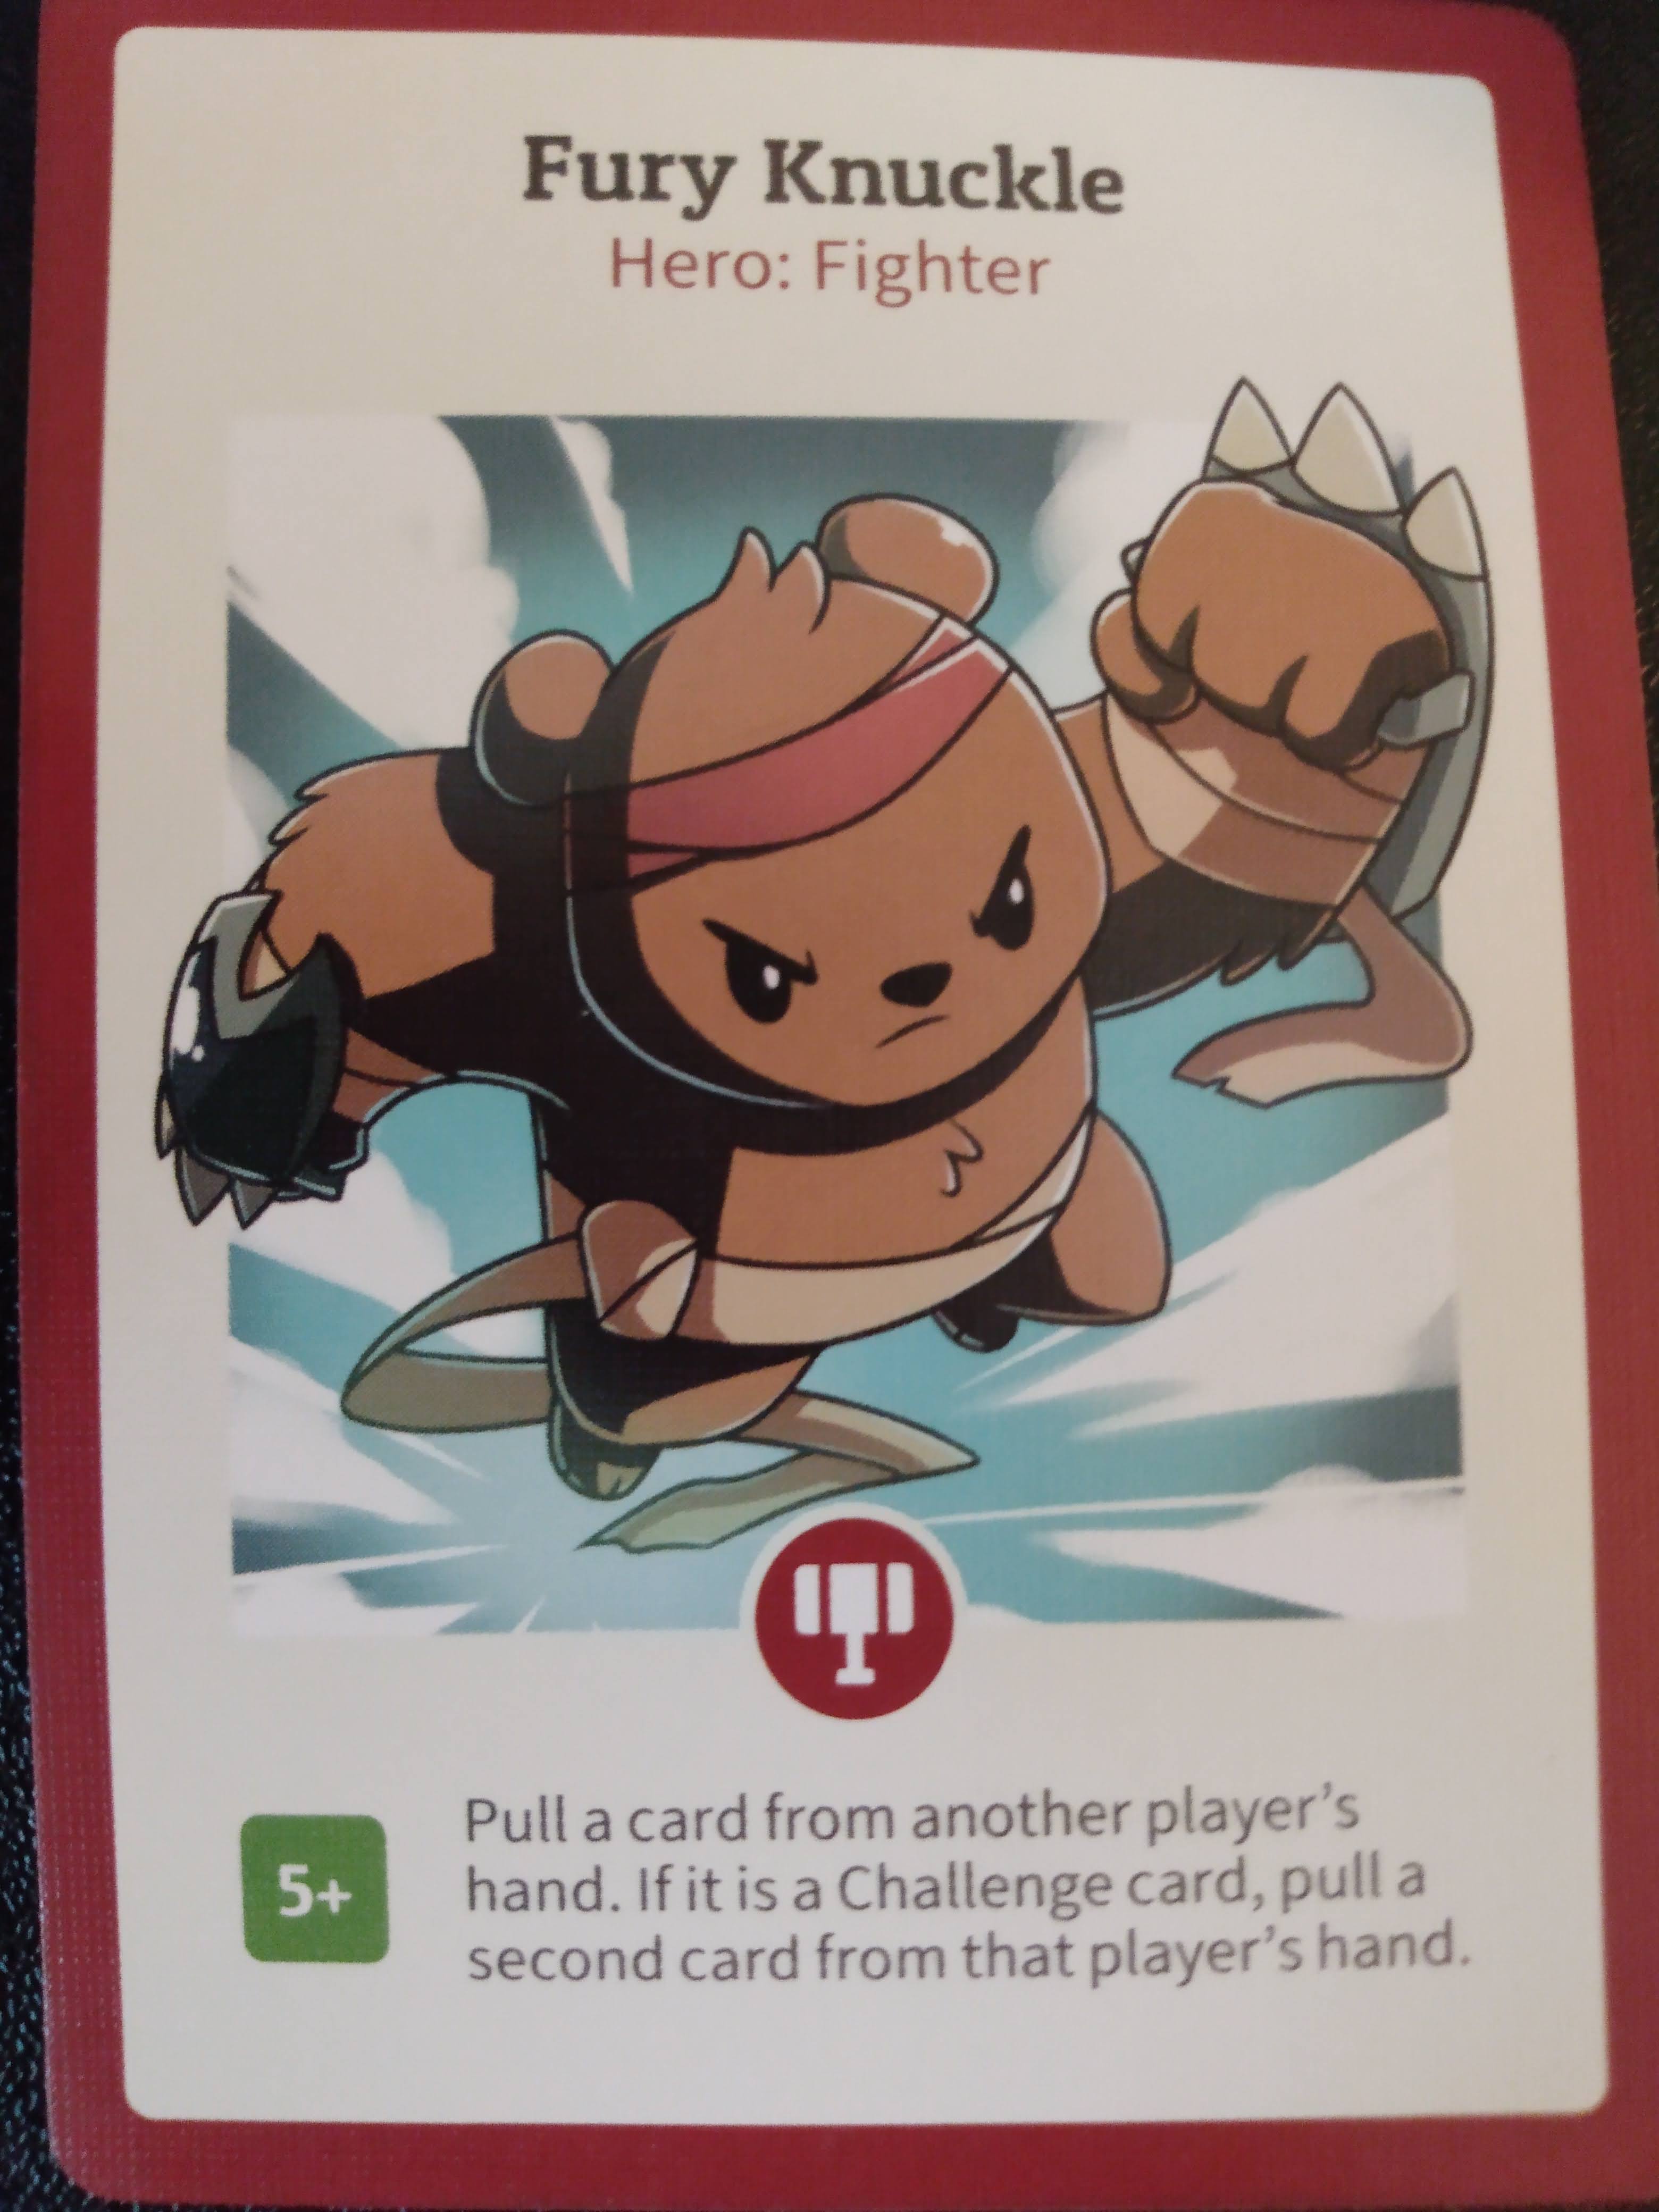 Fury Knuckle
Hero: Fighter
5+
Pull a card from another player's
hand. If it is a Challenge card, pull a
second card from that player's hand.